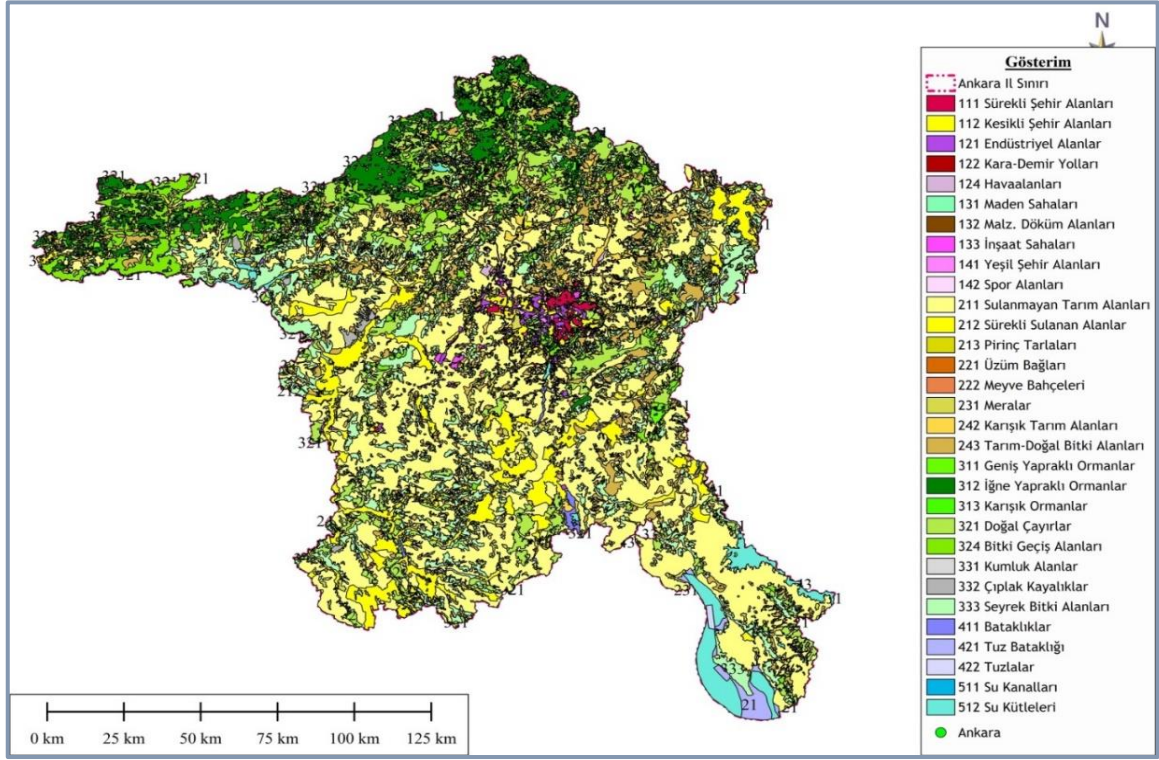 N
Gösterim
Ankara Il Sınırı
111 Sürekli Şehir Alanları
112 Kesikli Şehir Alanları
121 Endüstriyel Alanlar
122 Kara-Demir Yolları
124 Havaalanları
131 Maden Sahaları
132 Malz. Döküm Alanları
133 İnşaat Sahaları
141 Yeşil Şehir Alanları
142 Spor Alanları
211 Sulanmayan Tarım Alanları
212 Sürekli Sulanan Alanlar
213 Pirinç Tarlaları
221 Üzüm Bağları
222 Meyve Bahçeleri
231 Meralar
242 Karışık Tarım Alanları
243 Tarım-Doğal Bitki Alanları
311 Geniş Yapraklı Ormanlar
312 İğne Yapraklı Ormanlar
313 Karışık Ormanlar
321 Doğal Çayırlar
324 Bitki Geçiş Alanları
331 Kumluk Alanlar
332 Çıplak Kayalıklar
333 Seyrek Bitki Alanları
411 Bataklıklar
421 Tuz Bataklığı
422 Tuzlalar
511 Su Kanalları
512 Su Kütleleri
Ankara
0 km 25 km 50 km 75 km 100 km 125 km